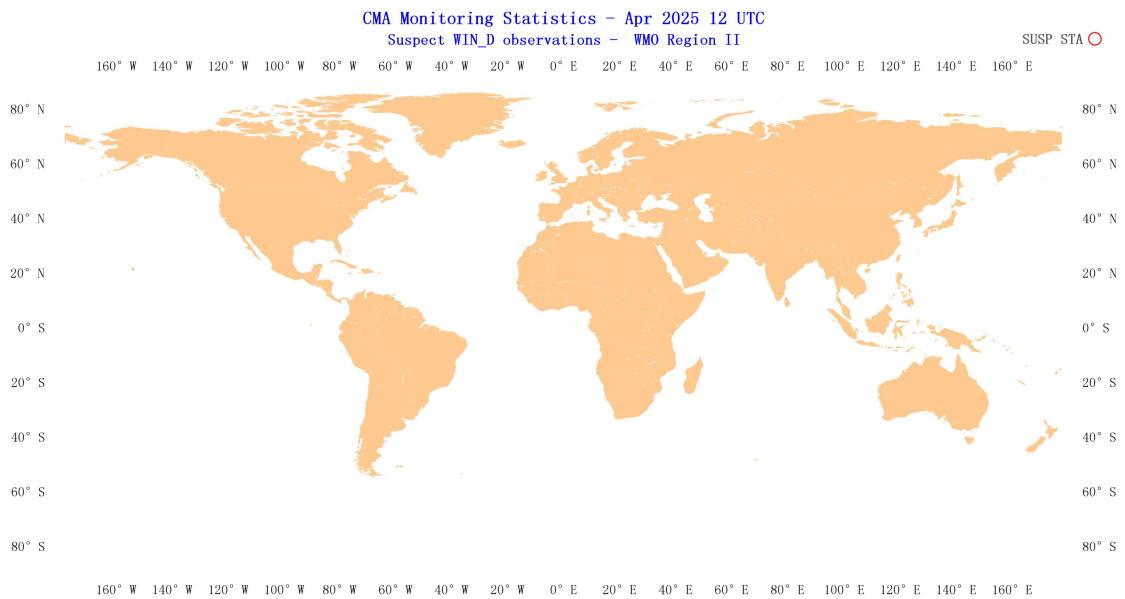 CMA Monitoring Statistics - Apr 2025 12 UTC
Suspect WIN_D observations - WMO Region II
SUSP STA
160° W 140° W 120° W 100° W 80° W 60° W 40° W 20° W 0° E 20° E 40° E 60° E 80° E 100° E 120° E 140° E 160° E
80° N 80° N
60° N 60° N
40° N 40° N
20° N 20° N
0° S 0° S
20° S 20° S
40° S 40° S
60° S 60° S
80° S 80° S
160° W 140° W 120° W 100° W 80° W 60° W 40° W 20° W 0° E 20° E 40° E 60° E 80° E 100° E 120° E 140° E 160° E